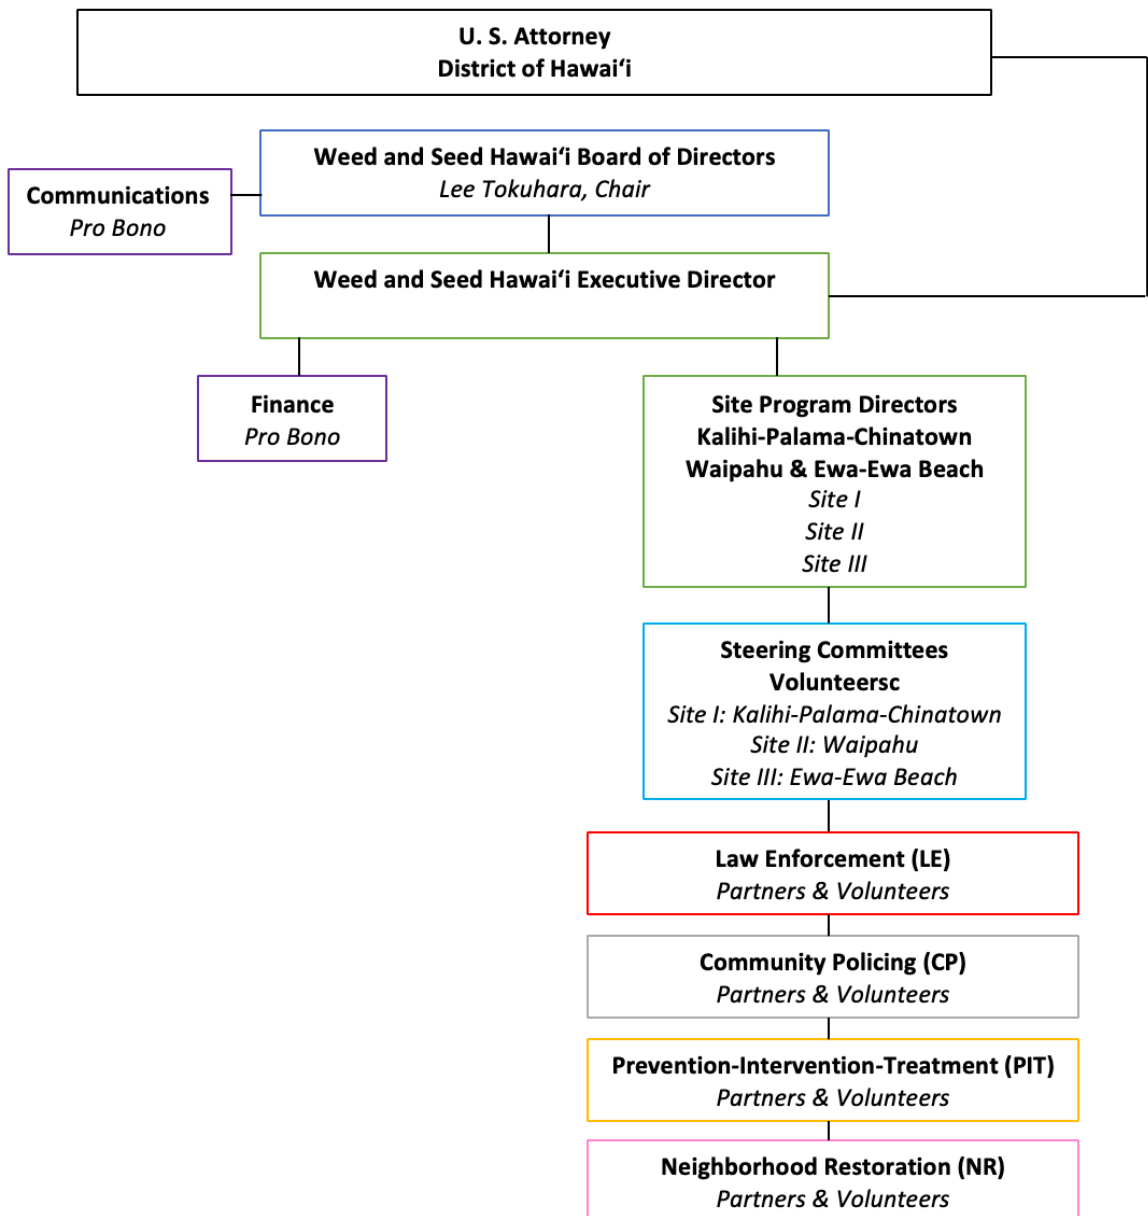 U. S. Attorney
District of Hawai‘i
Weed and Seed Hawai‘i Board of Directors
Lee Tokuhara, Chair
Communications
Pro Bono
Weed and Seed Hawai‘i Executive Director
Finance
Pro Bono
Site Program Directors
Kalihi-Palama-Chinatown
Waipahu & Ewa-Ewa Beach
Site I
Site II
Site III
Steering Committees
Volunteersc
Site I: Kalihi-Palama-Chinatown
Site II: Waipahu
Site III: Ewa-Ewa Beach
Law Enforcement (LE)
Partners & Volunteers
Community Policing (CP)
Partners & Volunteers
Prevention-Intervention-Treatment (PIT)
Partners & Volunteers
Neighborhood Restoration (NR)
Partners & Volunteers